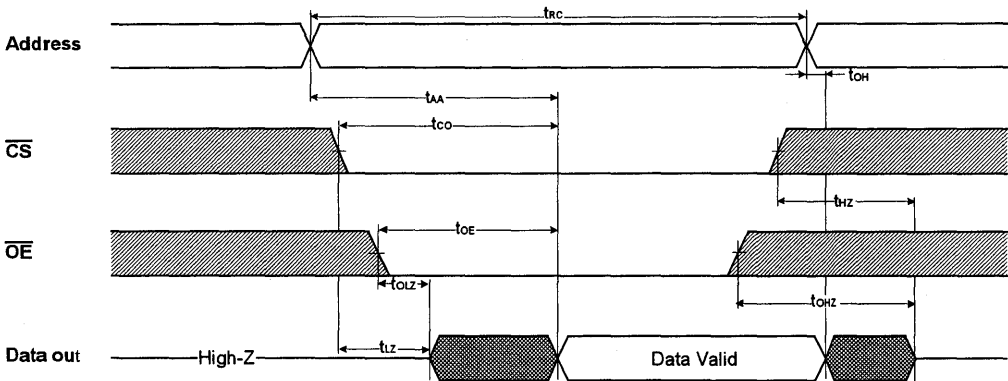 tRC
Address
tOH
tAA
tCO
CS
tHZ
tOE
OE
tOLZ
tOHZ
tLZ
Data out
High-Z
Data Valid